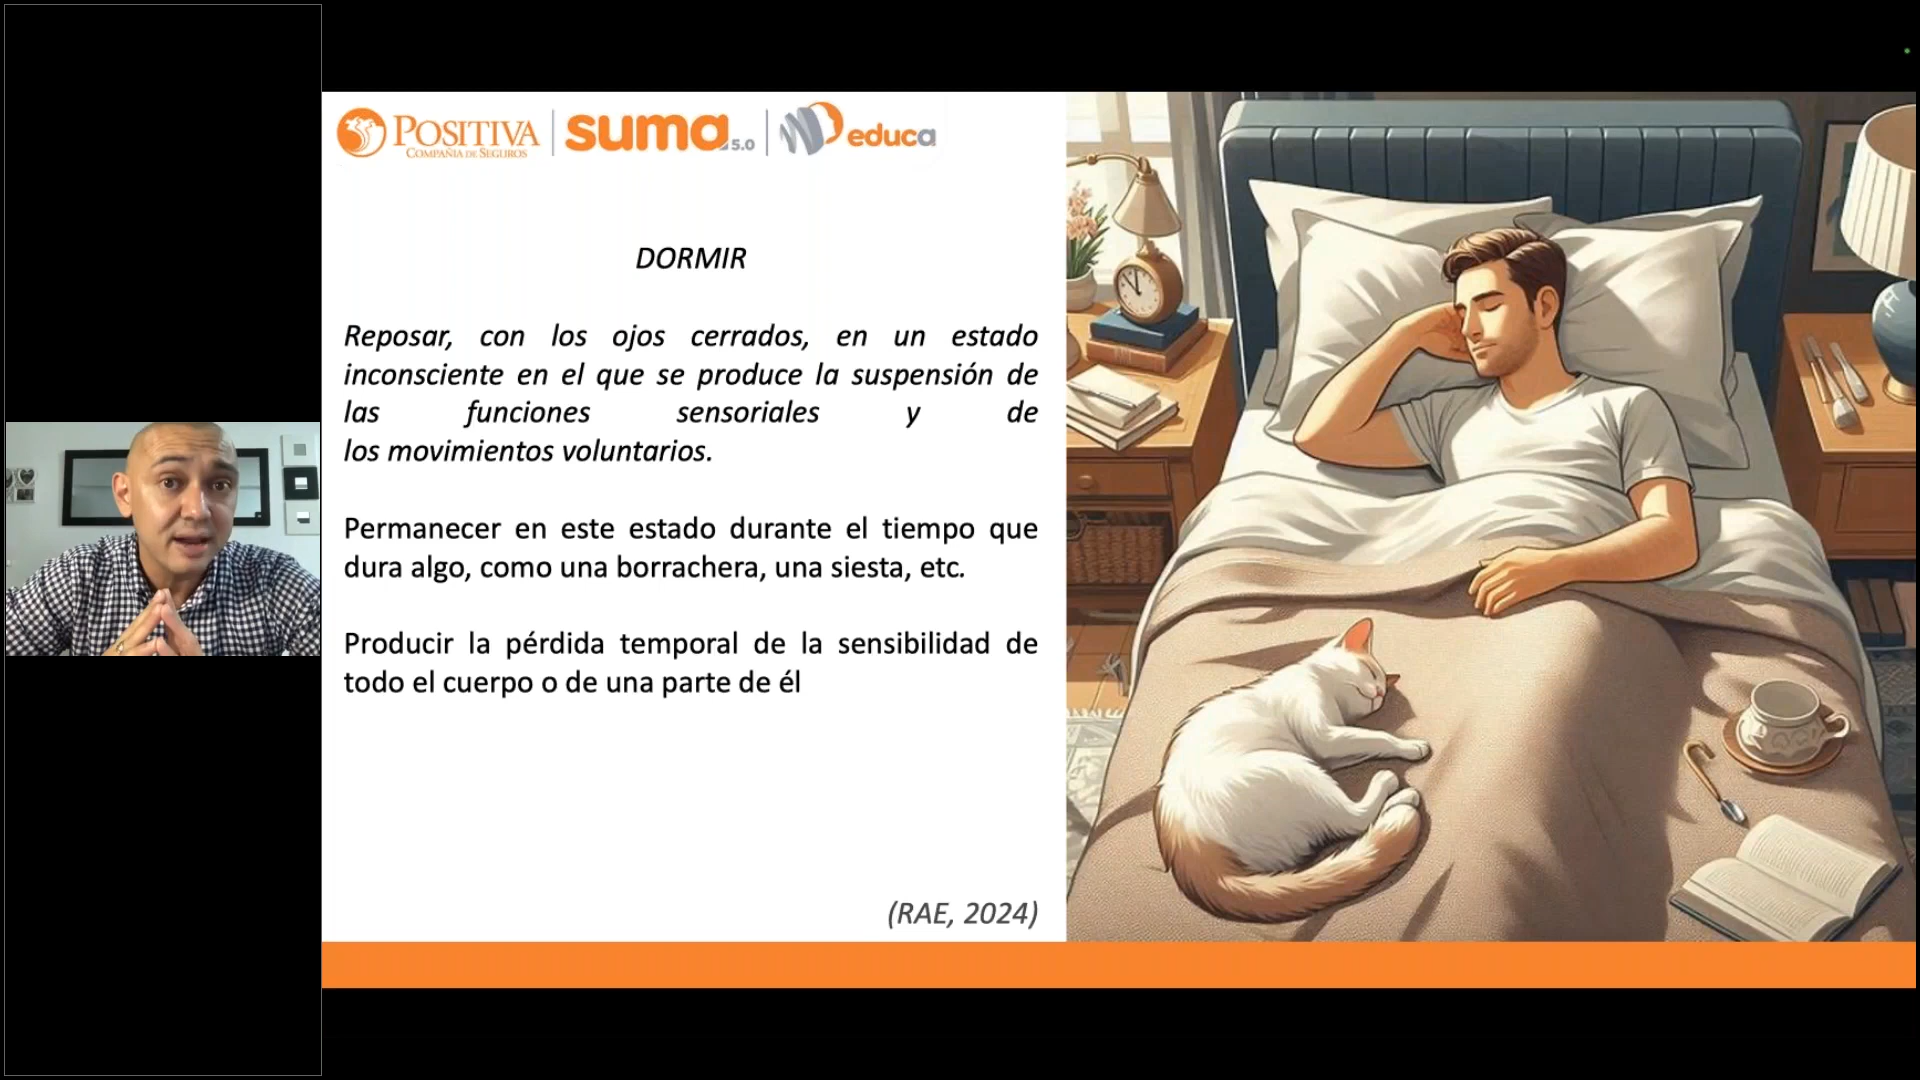 POSITIVA
COMPAÑIA DE SEGUROS
suma 5.0
educa
DORMIR
Reposar, con los ojos cerrados, en un estado
inconsciente en el que se produce la suspensión de
las funciones sensoriales y de
los movimientos voluntarios.
Permanecer en este estado durante el tiempo que
dura algo, como una borrachera, una siesta, etc.
Producir la pérdida temporal de la sensibilidad de
todo el cuerpo o de una parte de él
(RAE, 2024)